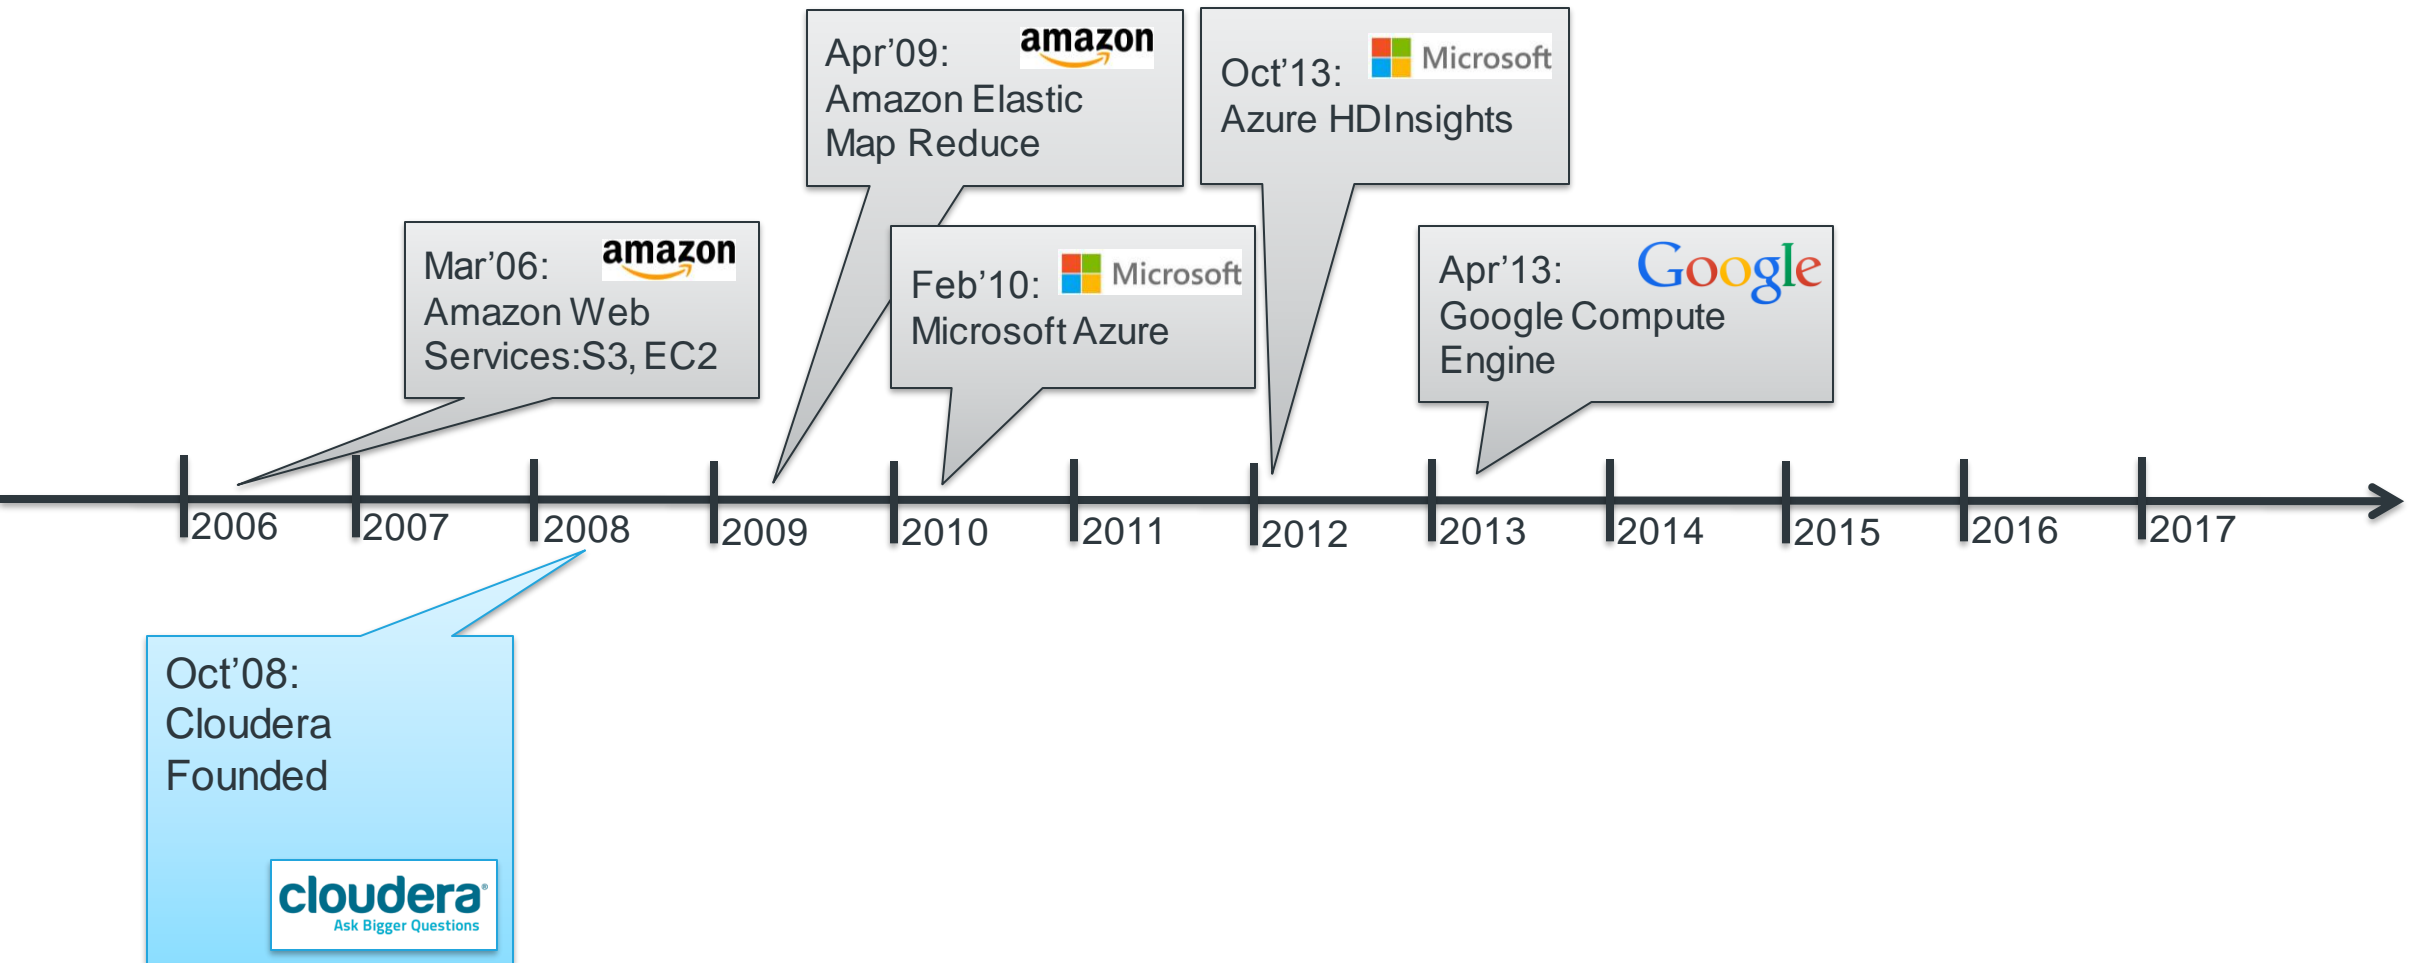 Apr’09:
amazon
Amazon Elastic
Map Reduce
Oct’13:
Microsoft
Azure HDInsights
Mar’06:
amazon
Amazon Web
Services:S3, EC2
Feb’10:
Microsoft
Microsoft Azure
Apr’13:
Google
Google Compute
Engine
2006
2007
2008
2009
2010
2011
2012
2013
2014
2015
2016
2017
Oct’08:
Cloudera
Founded
cloudera®
Ask Bigger Questions